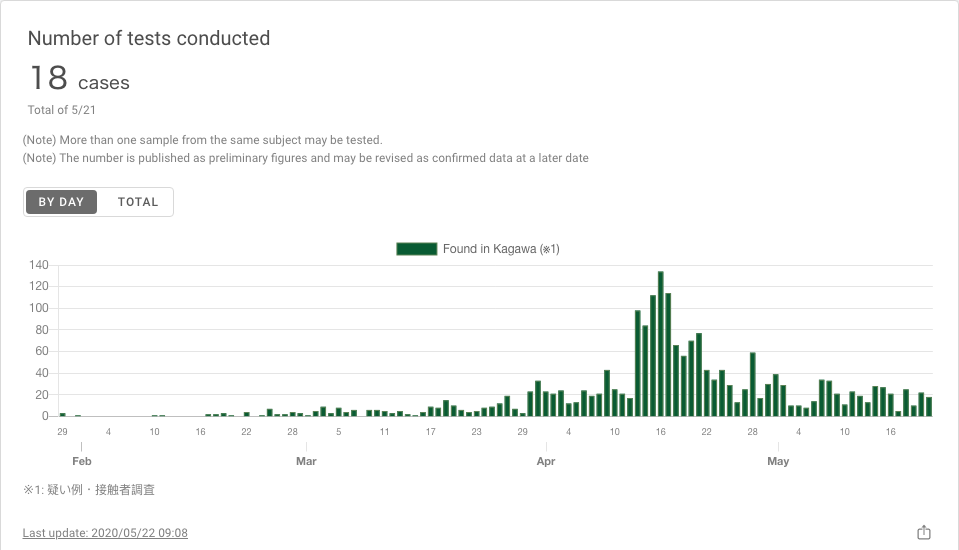 Number of tests conducted
18 cases
Total of 5/21
(Note) More than one sample from the same subject may be tested.
(Note) The number is published as preliminary figures and may be revised as confirmed data at a later date
BY DAY TOTAL
Found in Kagawa (※1)
140
120
100
80
60
40
20
0
29 4 10 16 22 28 5 11 17 23 29 4 10 16 22 28 4 10 16
Feb Mar Apr May
※1: 疑い例・接触者調査
Last update: 2020/05/22 09:08